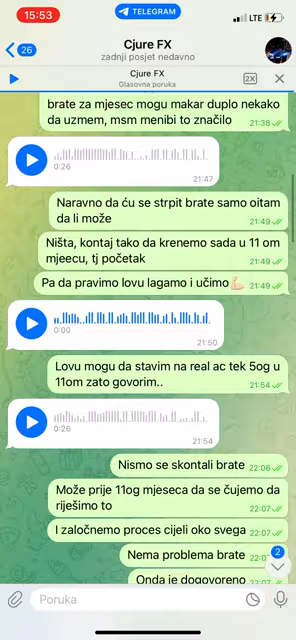 15:53
TELEGRAM
LTE
26
Cjure FX
zadnji posjet nedavno
Cjure FX
Glasovna poruka
2X
brate za mjesec mogu makar duplo nekako
da uzmem, msm menibi to značilo
21:38
0:26
21:47
Naravno da ću se strpit brate samo oitam
da li može
21:49
Ništa, kontaj tako da krenemo sada u 11 om
mjeecu, tj početak
21:49
Pa da pravimo lovu lagamo i učimo💪🏻
21:49
0:00
21:50
Lovu mogu da stavim na real ac tek 5og u
11om zato govorim..
21:54
0:26
21:54
Nismo se skontali brate
22:06
Može prije 11og mjeseca da se čujemo da
riješimo to
22:07
I započnemo proces cijeli oko svega
22:07
Nema problema brate
2
Onda je dogovoreno
Poruka